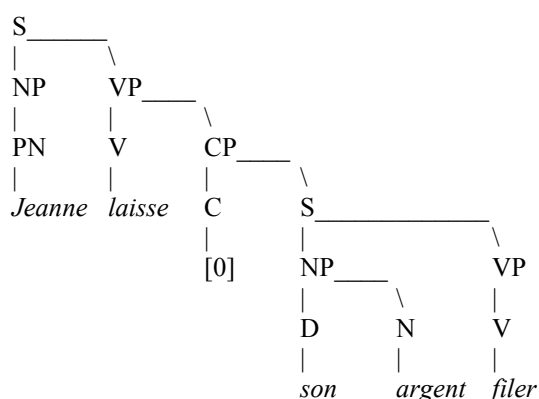 S
NP VP
PN V CP
Jeanne laisse C S
[0] NP VP
D N V
son argent filer